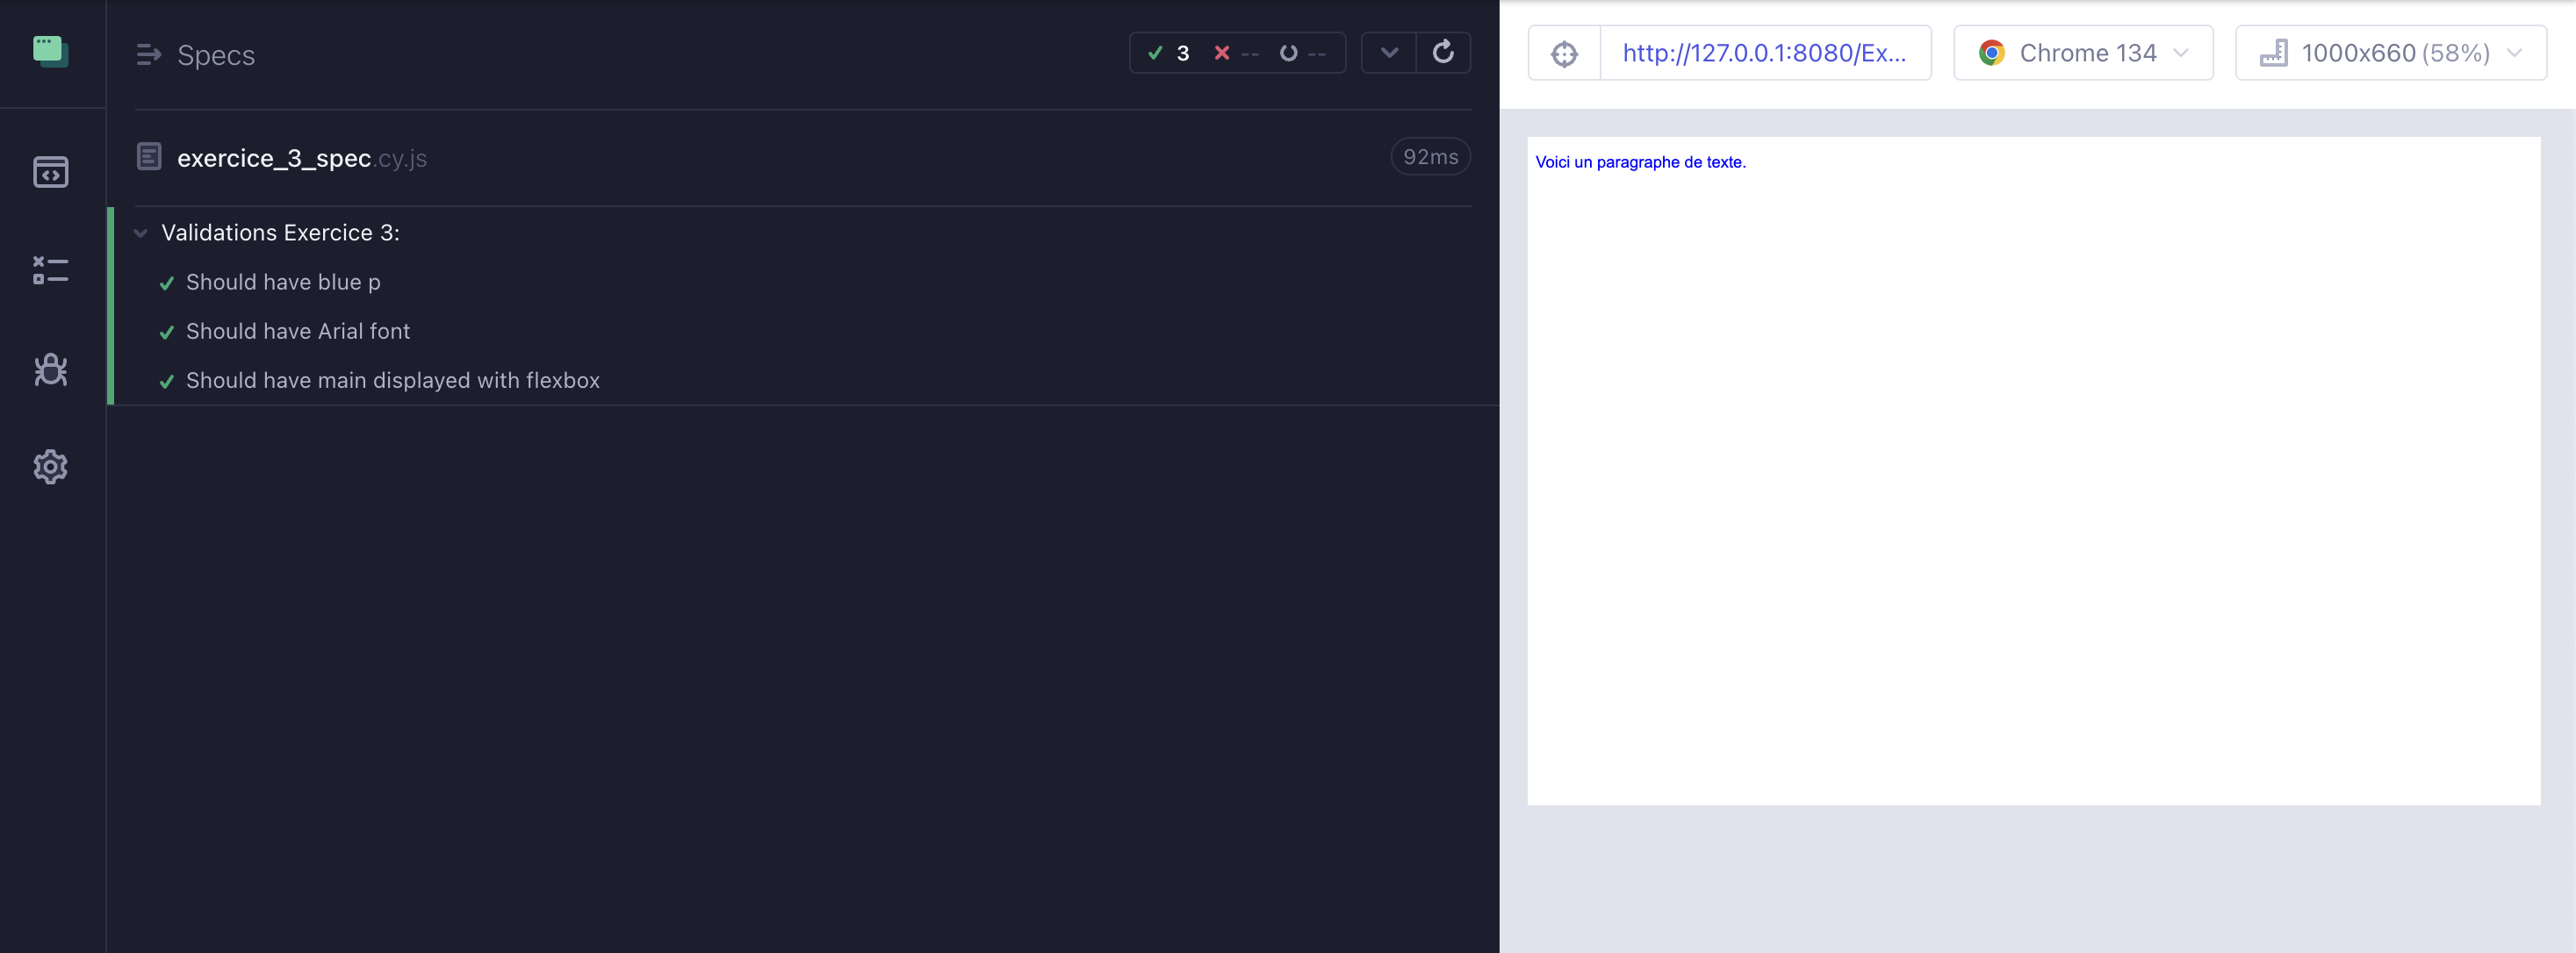 Specs
3 -- --
exercice_3_spec.cy.js
92ms
Validations Exercice 3:
Should have blue p
Should have Arial font
Should have main displayed with flexbox
http://127.0.0.1:8080/Ex...
Chrome 134
1000x660 (58%)
Voici un paragraphe de texte.